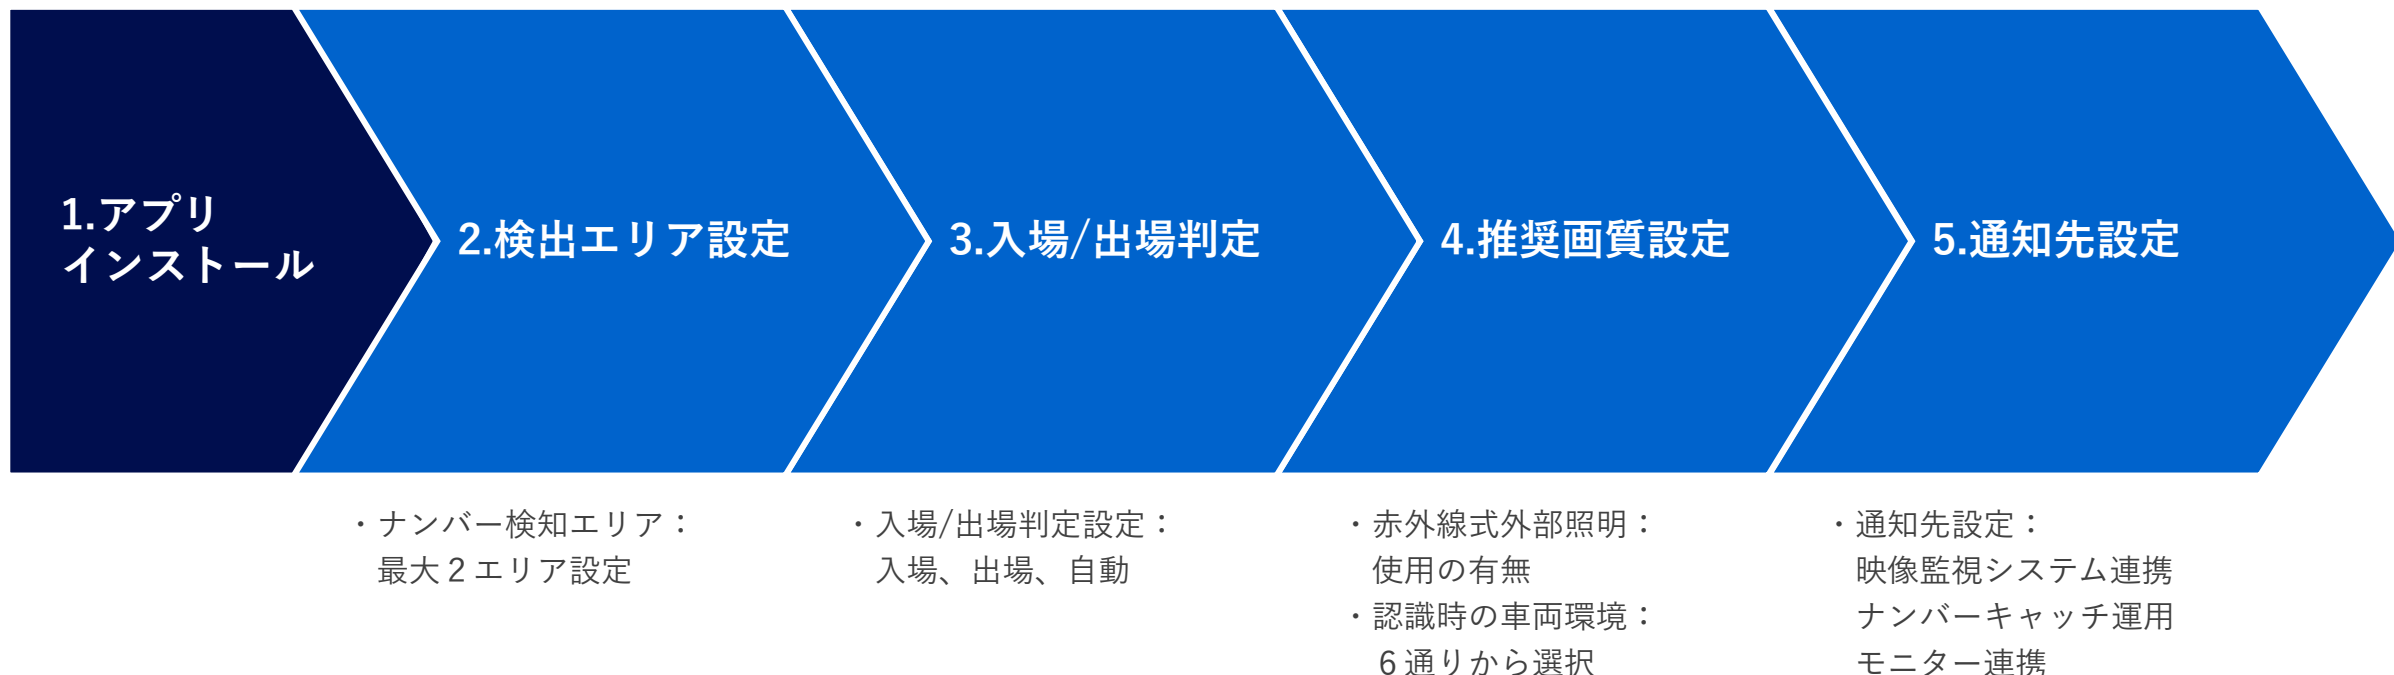 1.アプリ
インストール
2.検出エリア設定
3.入場/出場判定
4.推奨画質設定
5.通知先設定
・ナンバー検知エリア：
最大２エリア設定
・入場/出場判定設定：
入場、出場、自動
・赤外線式外部照明：
使用の有無
・認識時の車両環境：
６通りから選択
・通知先設定：
映像監視システム連携
ナンバーキャッチ運用
モニター連携